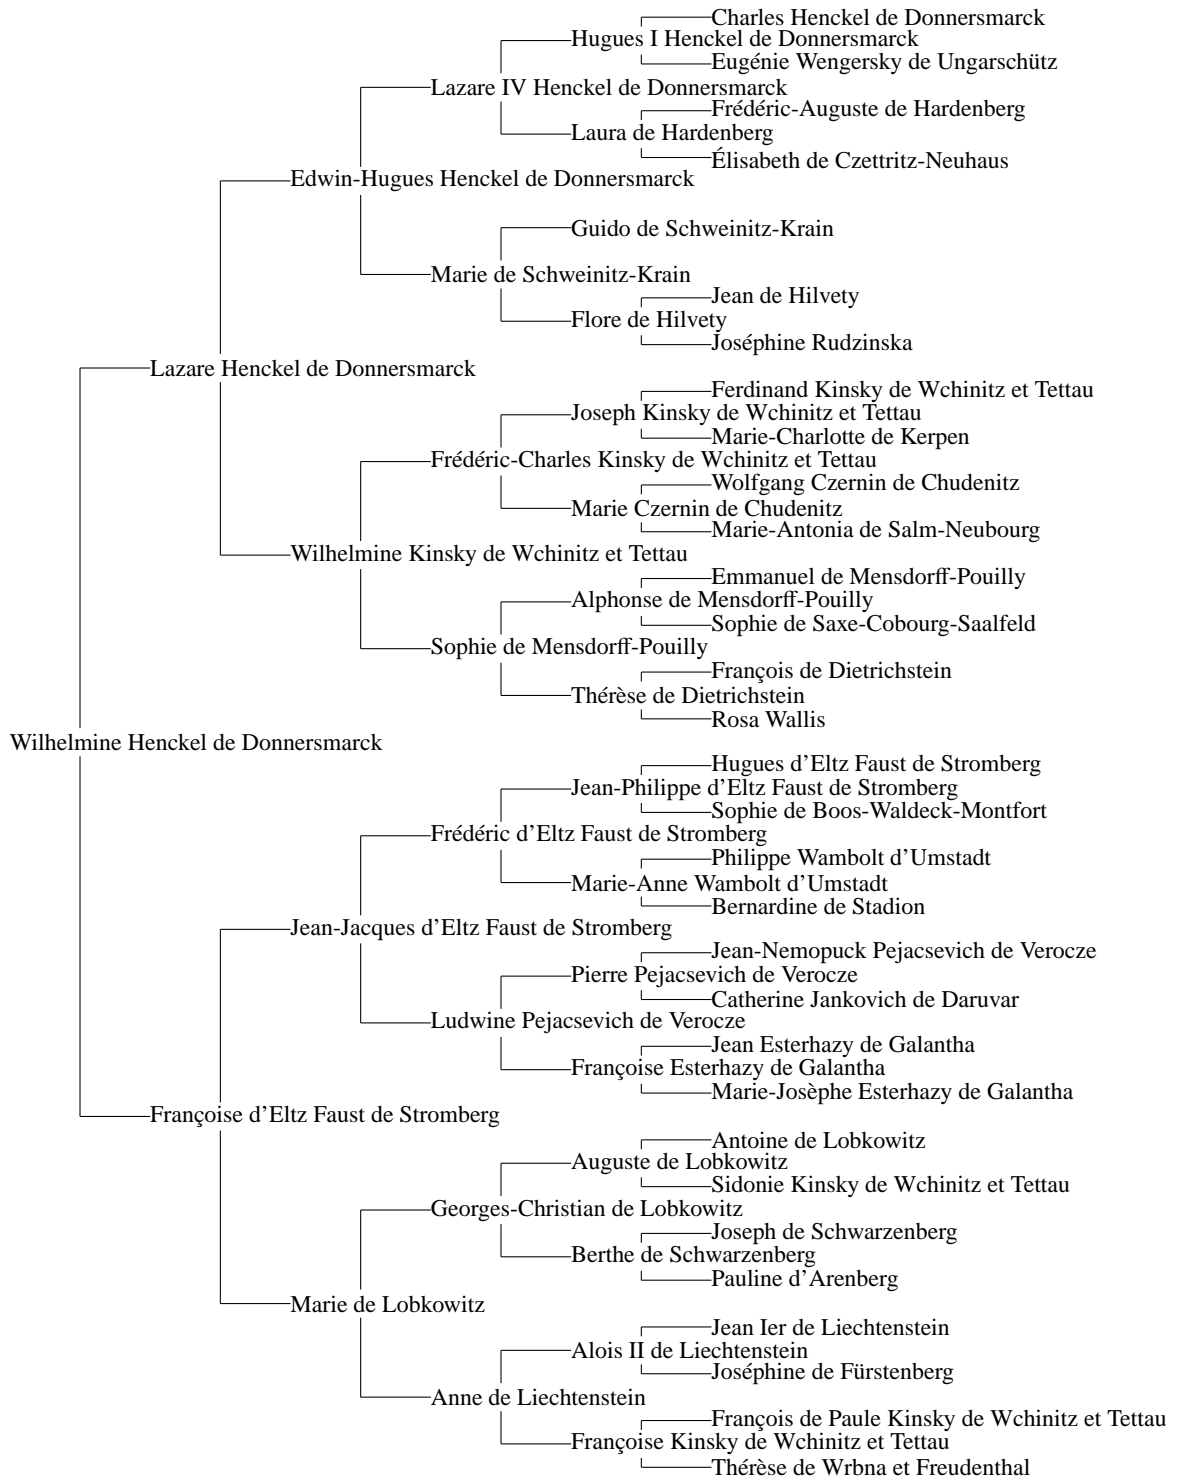 Charles Henckel de Donnersmarck
Hugues I Henckel de Donnersmarck
Eugénie Wengersky de Ungarschütz
Lazare IV Henckel de Donnersmarck
Frédéric-Auguste de Hardenberg
Laura de Hardenberg
Élisabeth de Czettritz-Neuhaus
Edwin-Hugues Henckel de Donnersmarck
Guido de Schweinitz-Krain
Marie de Schweinitz-Krain
Jean de Hilvety
Flore de Hilvety
Joséphine Rudzinska
Lazare Henckel de Donnersmarck
Ferdinand Kinsky de Wchinitz et Tettau
Joseph Kinsky de Wchinitz et Tettau
Marie-Charlotte de Kerpen
Frédéric-Charles Kinsky de Wchinitz et Tettau
Wolfgang Czernin de Chudenitz
Marie Czernin de Chudenitz
Marie-Antonia de Salm-Neubourg
Wilhelmine Kinsky de Wchinitz et Tettau
Emmanuel de Mensdorff-Pouilly
Alphonse de Mensdorff-Pouilly
Sophie de Saxe-Cobourg-Saalfeld
Sophie de Mensdorff-Pouilly
François de Dietrichstein
Thérèse de Dietrichstein
Rosa Wallis
Wilhelmine Henckel de Donnersmarck
Hugues d'Eltz Faust de Stromberg
Jean-Philippe d'Eltz Faust de Stromberg
Sophie de Boos-Waldeck-Montfort
Frédéric d'Eltz Faust de Stromberg
Philippe Wambolt d'Umstadt
Marie-Anne Wambolt d'Umstadt
Bernardine de Stadion
Jean-Jacques d'Eltz Faust de Stromberg
Jean-Nemopuck Pejacsevich de Verocze
Pierre Pejacsevich de Verocze
Catherine Jankovich de Daruvar
Ludwine Pejacsevich de Verocze
Jean Esterhazy de Galantha
Françoise Esterhazy de Galantha
Marie-Josèphe Esterhazy de Galantha
Françoise d'Eltz Faust de Stromberg
Antoine de Lobkowitz
Auguste de Lobkowitz
Sidonie Kinsky de Wchinitz et Tettau
Georges-Christian de Lobkowitz
Joseph de Schwarzenberg
Berthe de Schwarzenberg
Pauline d'Arenberg
Marie de Lobkowitz
Jean Ier de Liechtenstein
Alois II de Liechtenstein
Joséphine de Fürstenberg
Anne de Liechtenstein
François de Paule Kinsky de Wchinitz et Tettau
Françoise Kinsky de Wchinitz et Tettau
Thérèse de Wrbna et Freudenthal